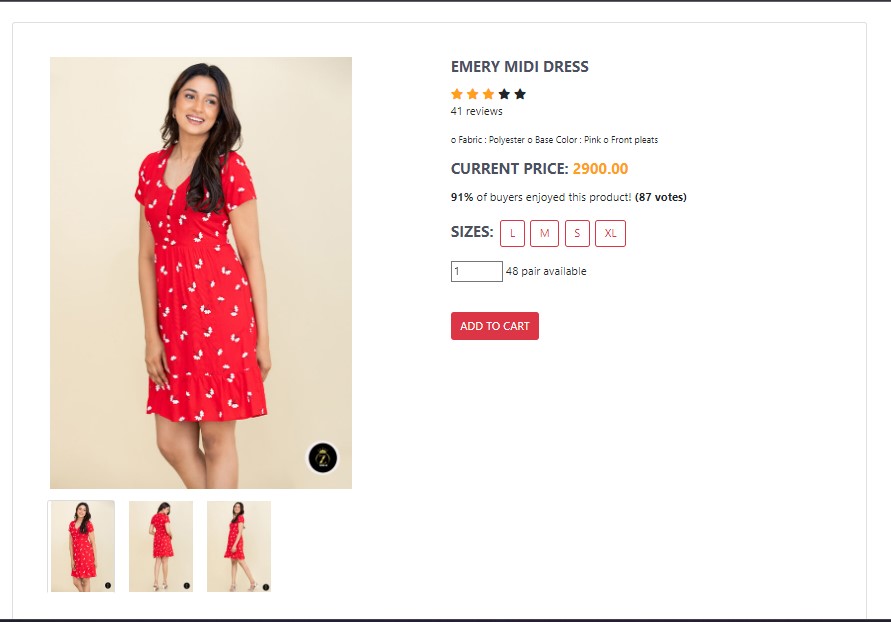 EMERY MIDI DRESS
41 reviews
o Fabric : Polyester o Base Color : Pink o Front pleats
CURRENT PRICE: 2900.00
91% of buyers enjoyed this product! (87 votes)
SIZES: L M S XL
1 48 pair available
ADD TO CART